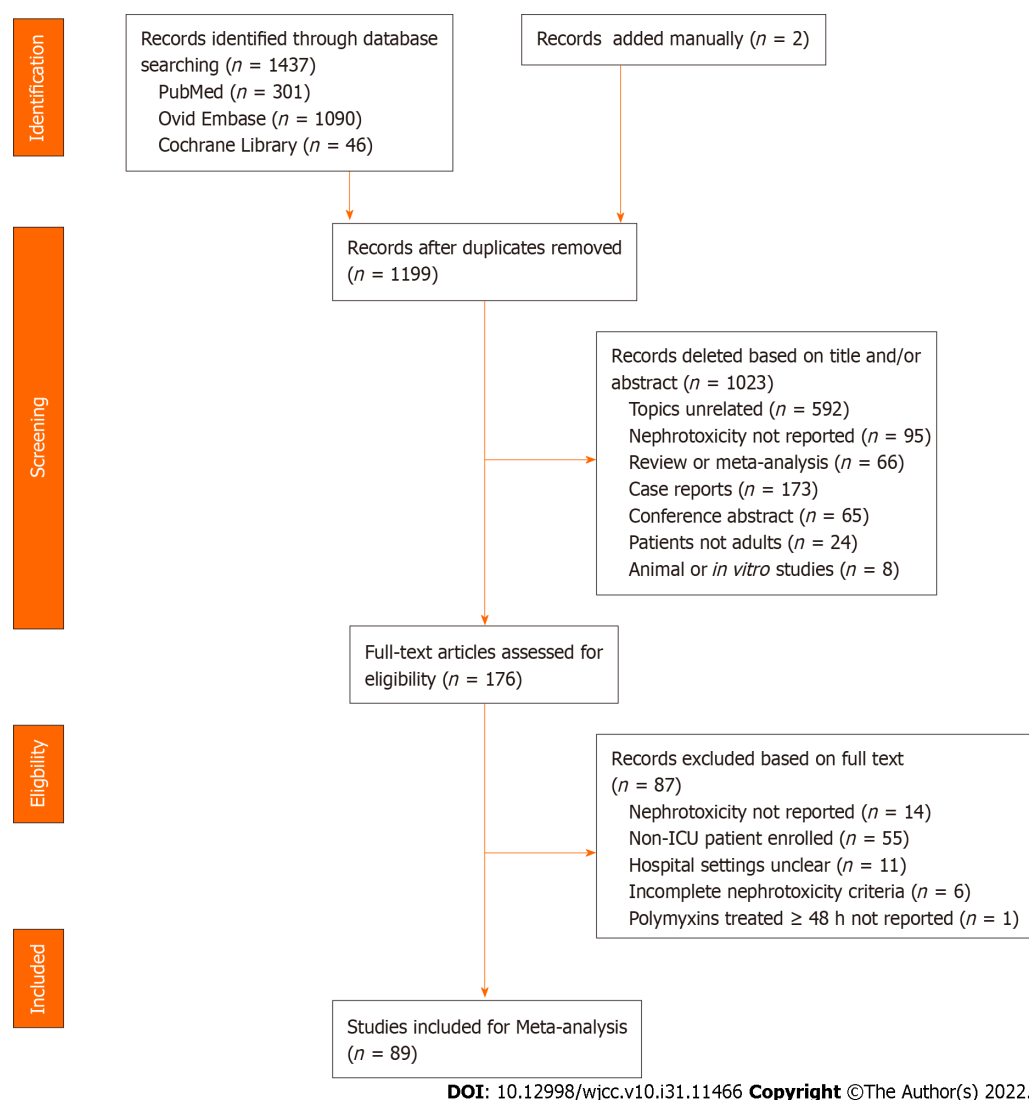 Identification
Records identified through database
searching (n = 1437)
PubMed (n = 301)
Ovid Embase (n = 1090)
Cochrane Library (n = 46)
Records added manually (n = 2)
Screening
Records after duplicates removed
(n = 1199)
Records deleted based on title and/or
abstract (n = 1023)
Topics unrelated (n = 592)
Nephrotoxicity not reported (n = 95)
Review or meta-analysis (n = 66)
Case reports (n = 173)
Conference abstract (n = 65)
Patients not adults (n = 24)
Animal or in vitro studies (n = 8)
Full-text articles assessed for
eligibility (n = 176)
Eligbility
Records excluded based on full text
(n = 87)
Nephrotoxicity not reported (n = 14)
Non-ICU patient enrolled (n = 55)
Hospital settings unclear (n = 11)
Incomplete nephrotoxicity criteria (n = 6)
Polymyxins treated ≥ 48 h not reported (n = 1)
Included
Studies included for Meta-analysis
(n = 89)
DOI: 10.12998/wjcc.v10.i31.11466 Copyright ©The Author(s) 2022.